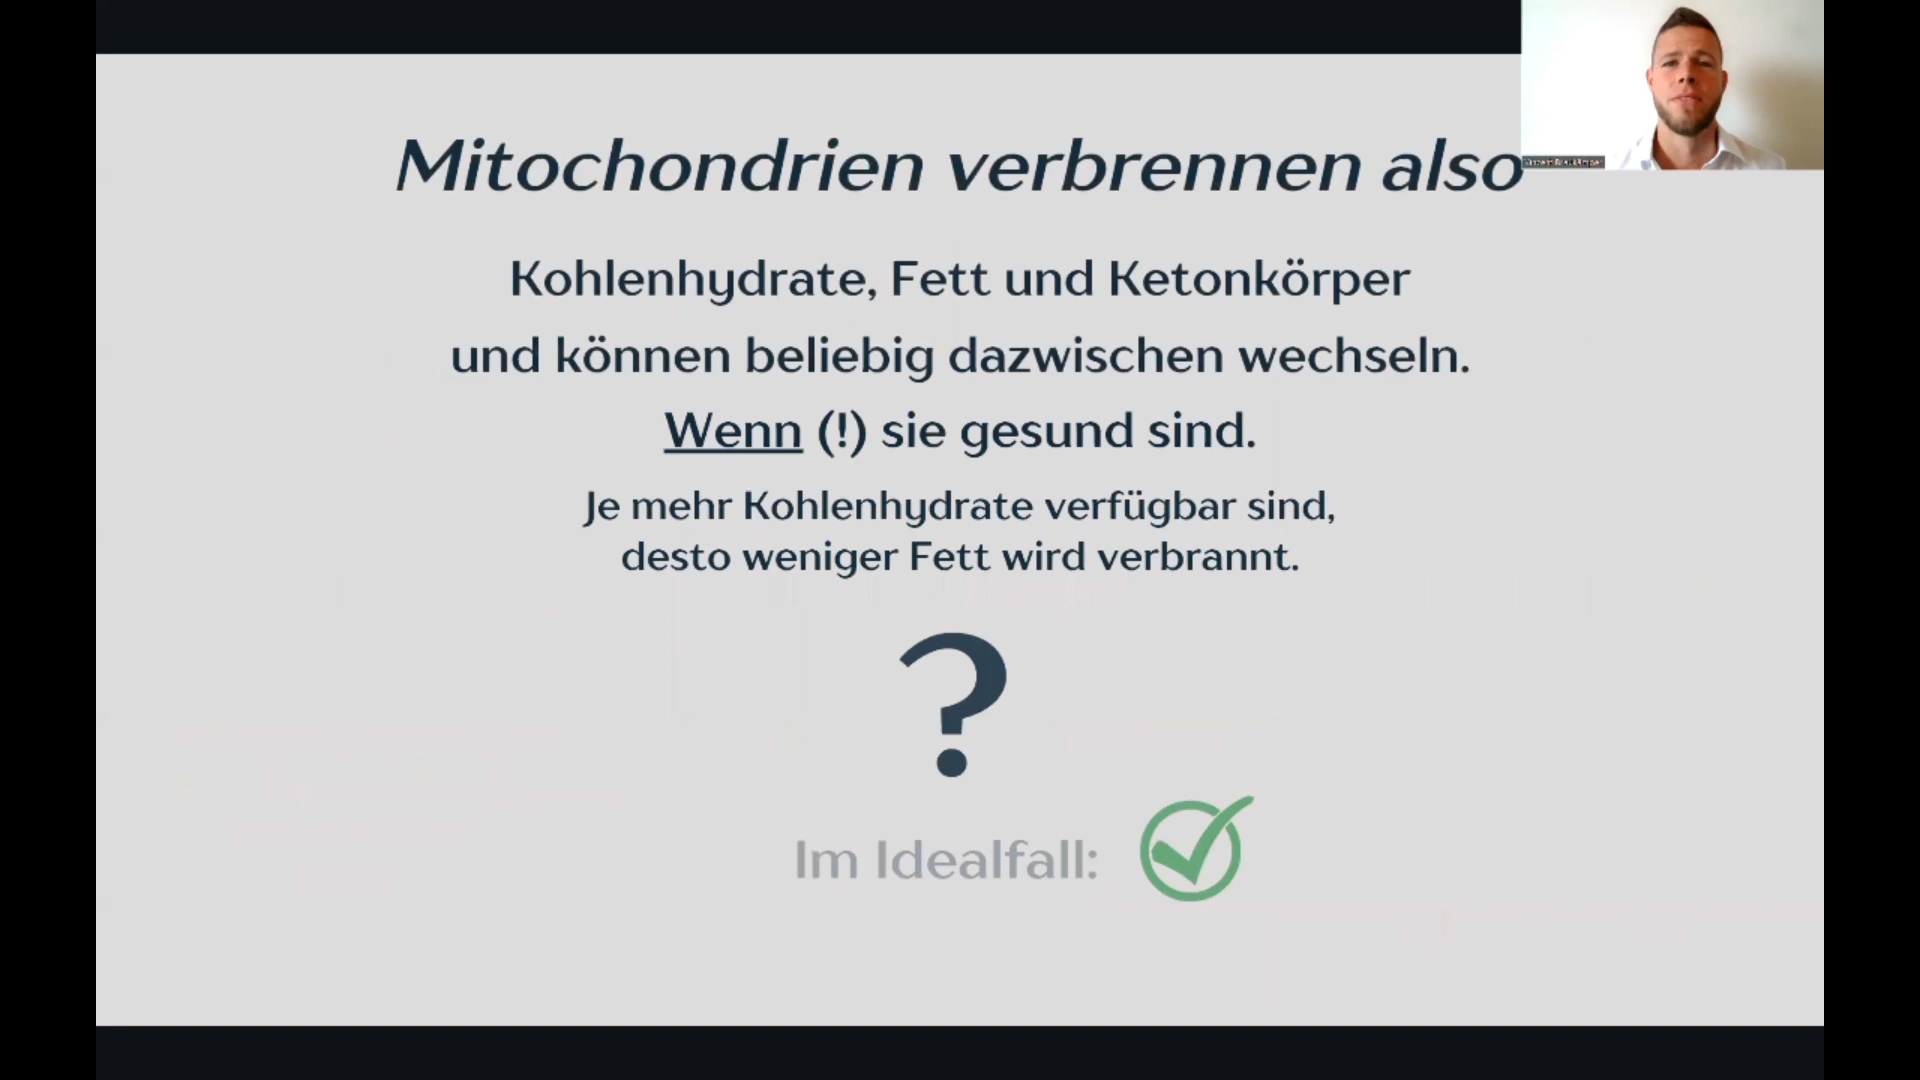 Mitochondrien verbrennen also
Kohlenhydrate, Fett und Ketonkörper
und können beliebig dazwischen wechseln.
Wenn (!) sie gesund sind.
Je mehr Kohlenhydrate verfügbar sind,
desto weniger Fett wird verbrannt.
?
Im Idealfall: